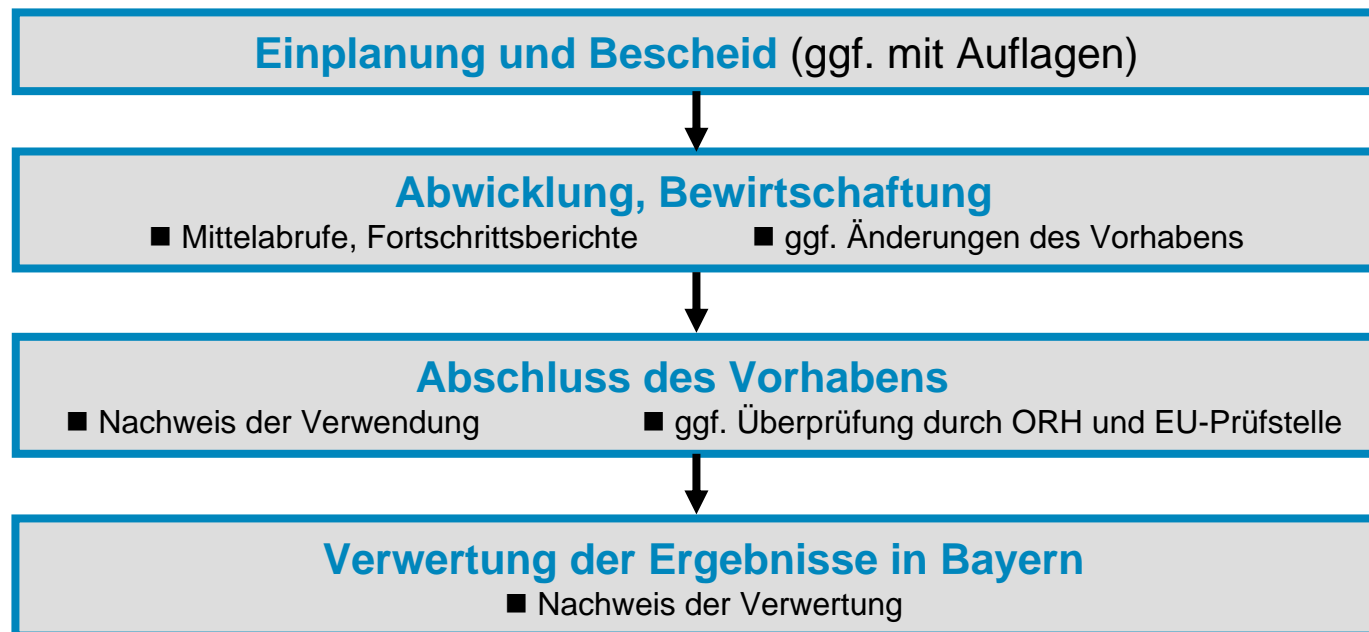 Einplanung und Bescheid (ggf. mit Auflagen)
Abwicklung, Bewirtschaftung
■ Mittelabrufe, Fortschrittsberichte ■ ggf. Änderungen des Vorhabens
Abschluss des Vorhabens
■ Nachweis der Verwendung ■ ggf. Überprüfung durch ORH und EU-Prüfstelle
Verwertung der Ergebnisse in Bayern
■ Nachweis der Verwertung